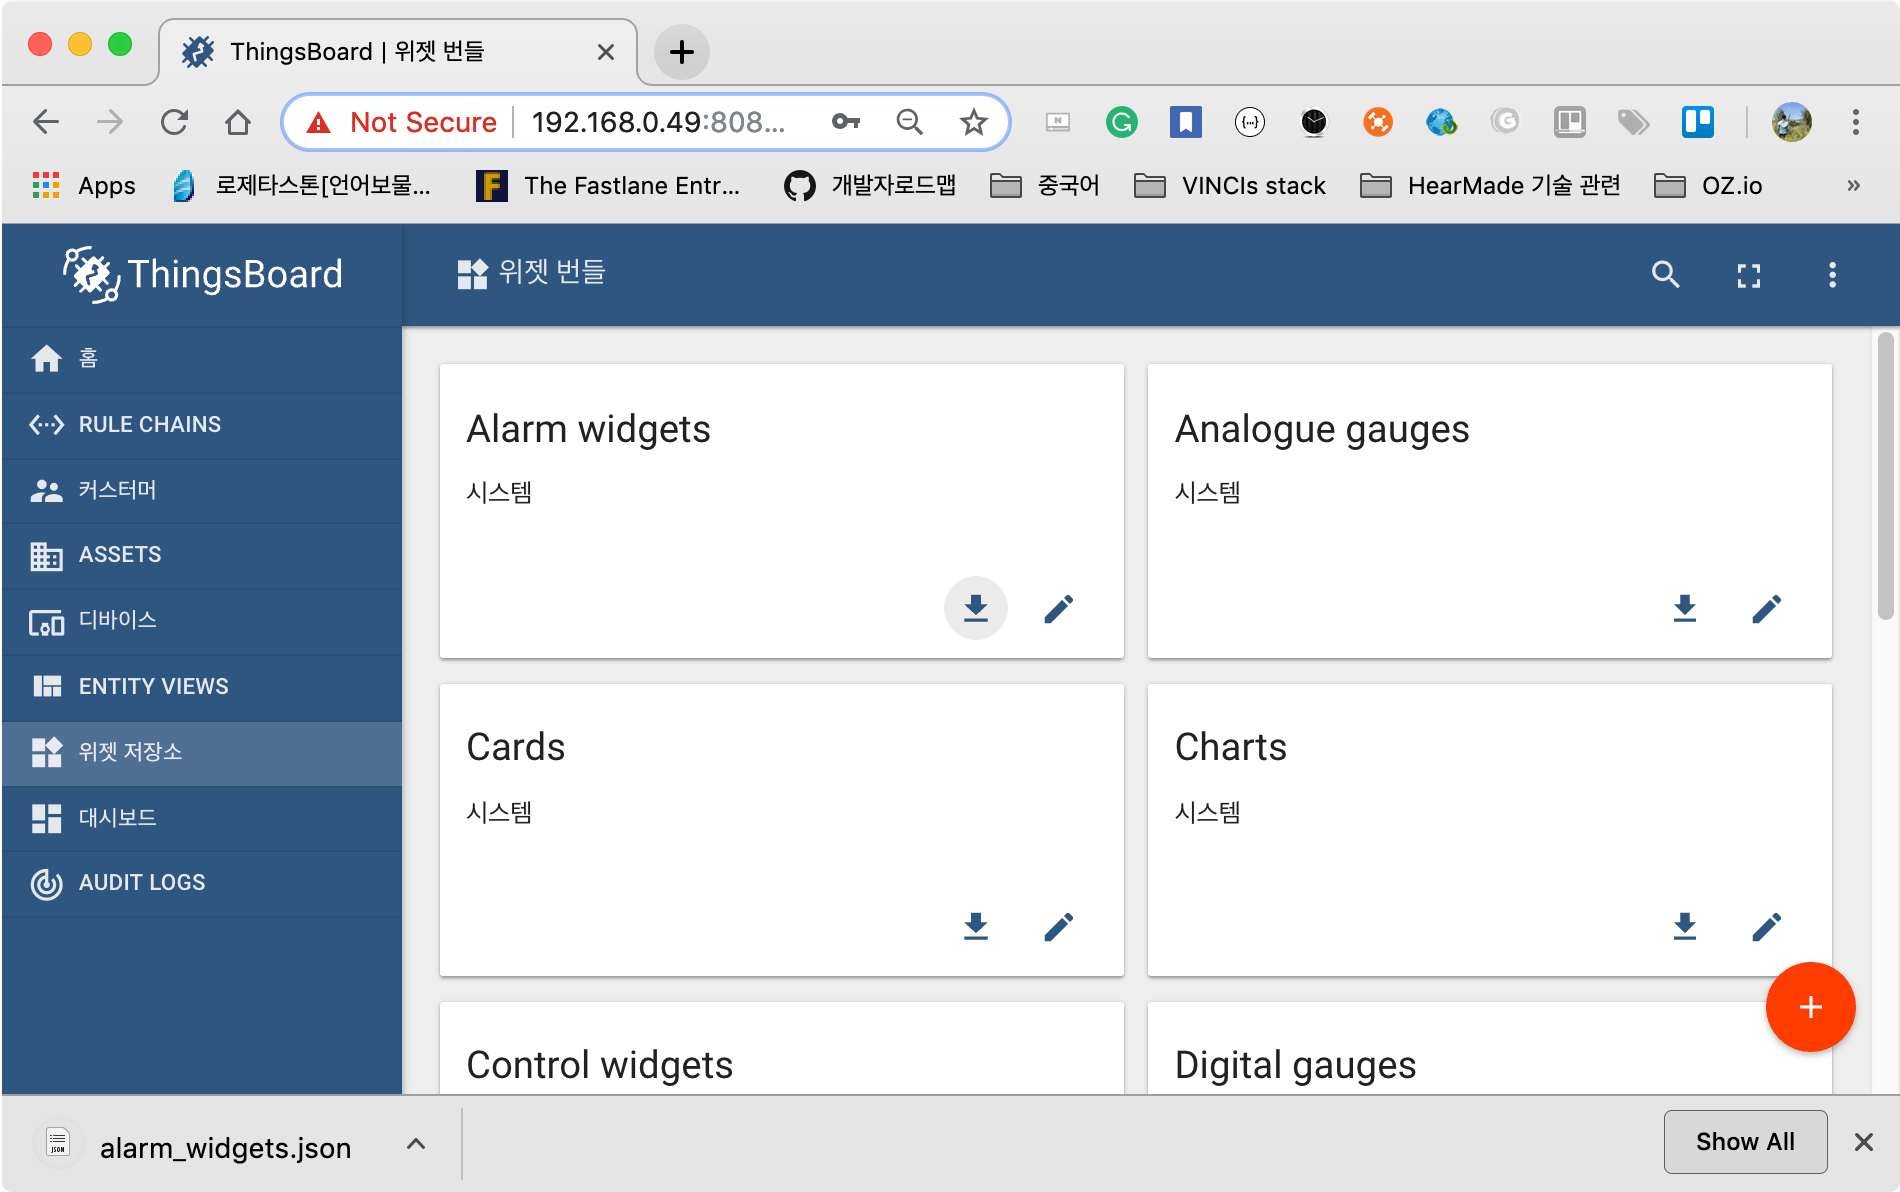 ThingsBoard | 위젯 번들
Not Secure
192.168.0.49:808...
Apps
로제타스톤[언어보물...
The Fastlane Entr...
개발자로드맵
중국어
VINCIs stack
HearMade 기술 관련
OZ.io
»
ThingsBoard
위젯 번들
홈
RULE CHAINS
커스터머
ASSETS
디바이스
ENTITY VIEWS
위젯 저장소
대시보드
AUDIT LOGS
Alarm widgets
시스템
Analogue gauges
시스템
Cards
시스템
Charts
시스템
Control widgets
Digital gauges
JSON
alarm_widgets.json
Show All